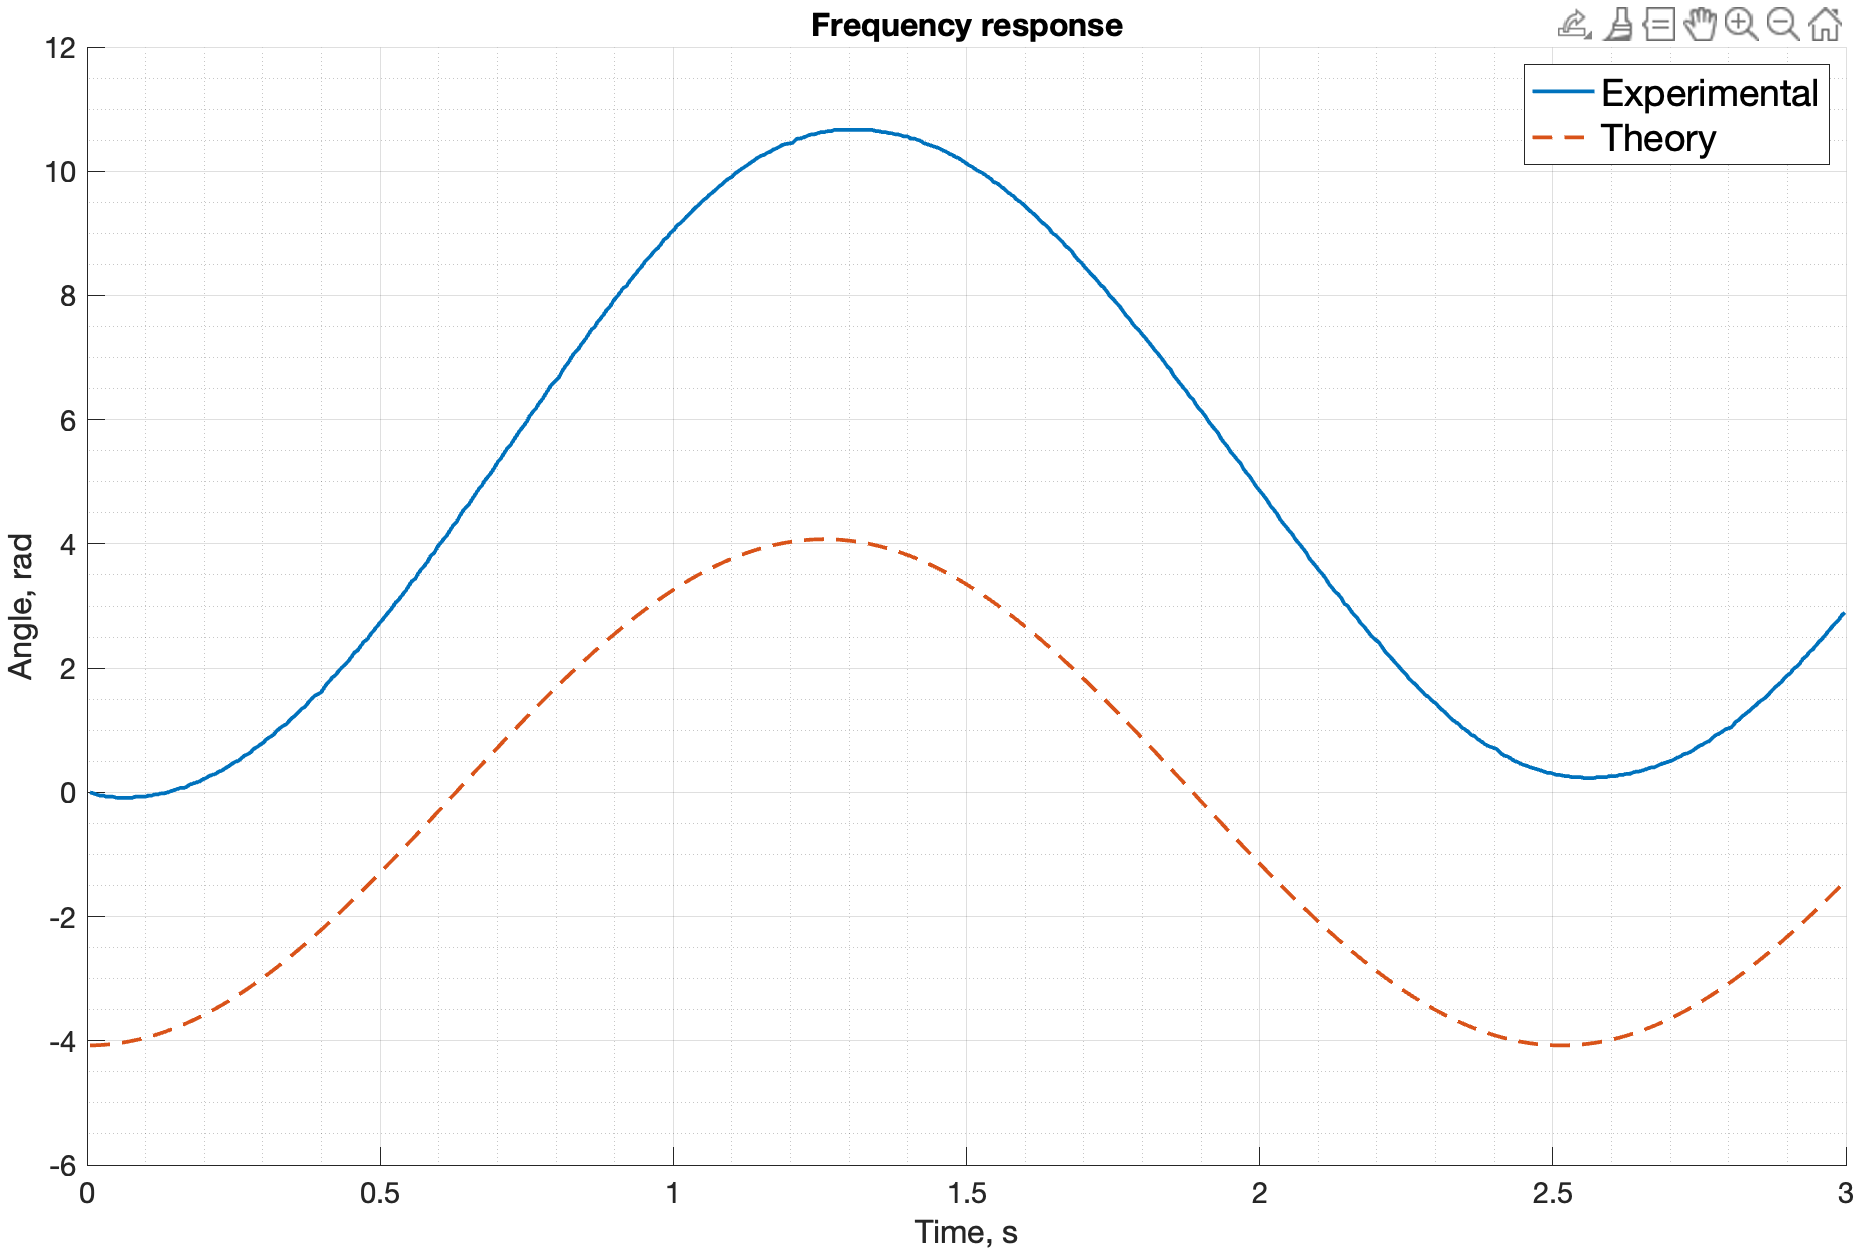 Frequency response
12
10
8
6
4
2
0
-2
-4
-6
Angle, rad
Experimental
Theory
0 0.5 1 1.5 2 2.5 3
Time, s